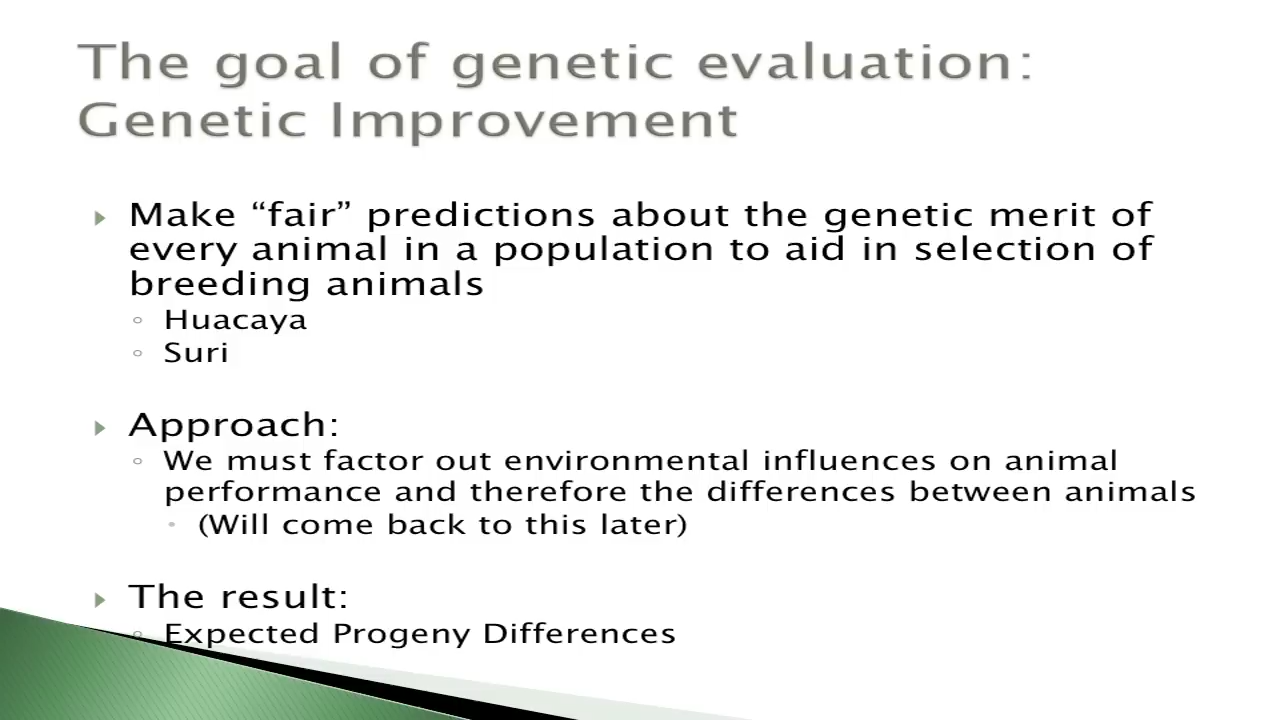 The goal of genetic evaluation:
Genetic Improvement
Make “fair” predictions about the genetic merit of
every animal in a population to aid in selection of
breeding animals
Huacaya
Suri
Approach:
We must factor out environmental influences on animal
performance and therefore the differences between animals
(Will come back to this later)
The result:
Expected Progeny Differences